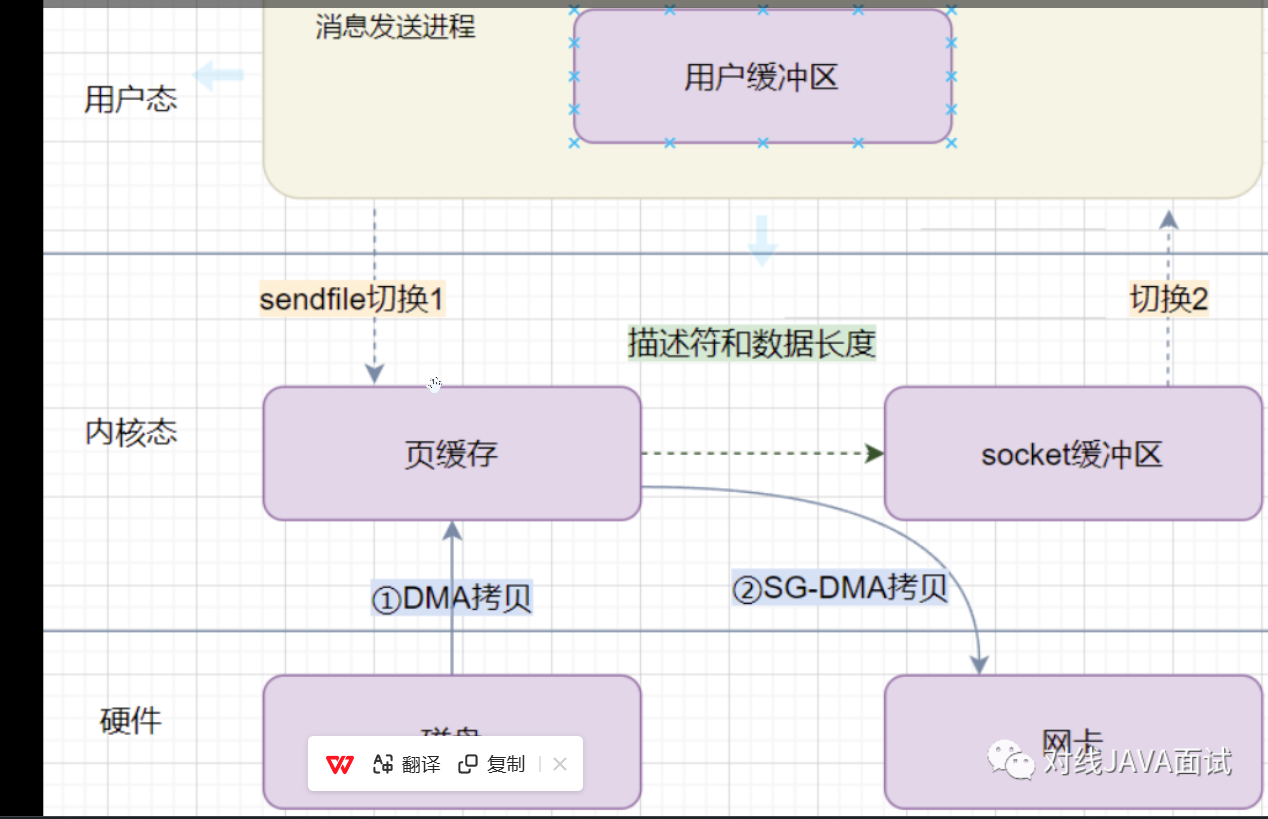 消息发送进程
用户缓冲区
用户态
sendfile切换1
切换2
描述符和数据长度
内核态
页缓存
socket缓冲区
①DMA拷贝
②SG-DMA拷贝
硬件
磁盘
网卡
翻译 复制
对线JAVA面试